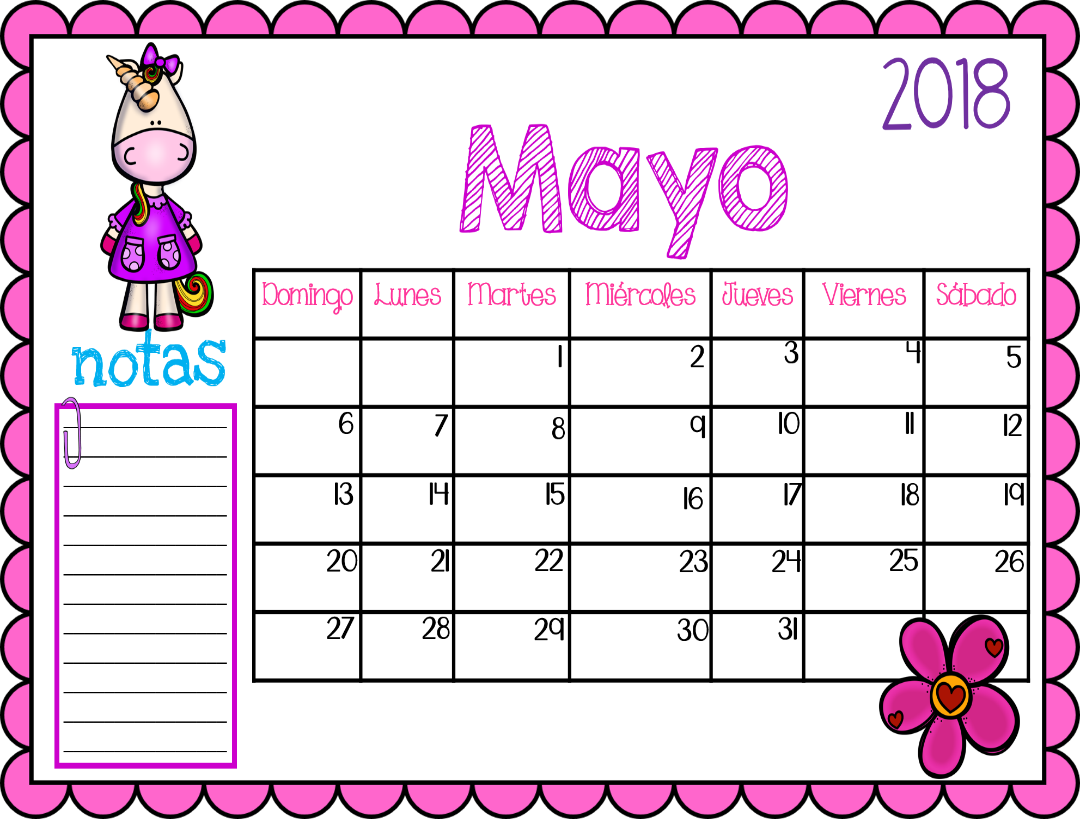 2018
Mayo
notas
Domingo Lunes Martes Miércoles Jueves Viernes Sábado
1 2 3 4 5
6 7 8 9 10 11 12
13 14 15 16 17 18 19
20 21 22 23 24 25 26
27 28 29 30 31